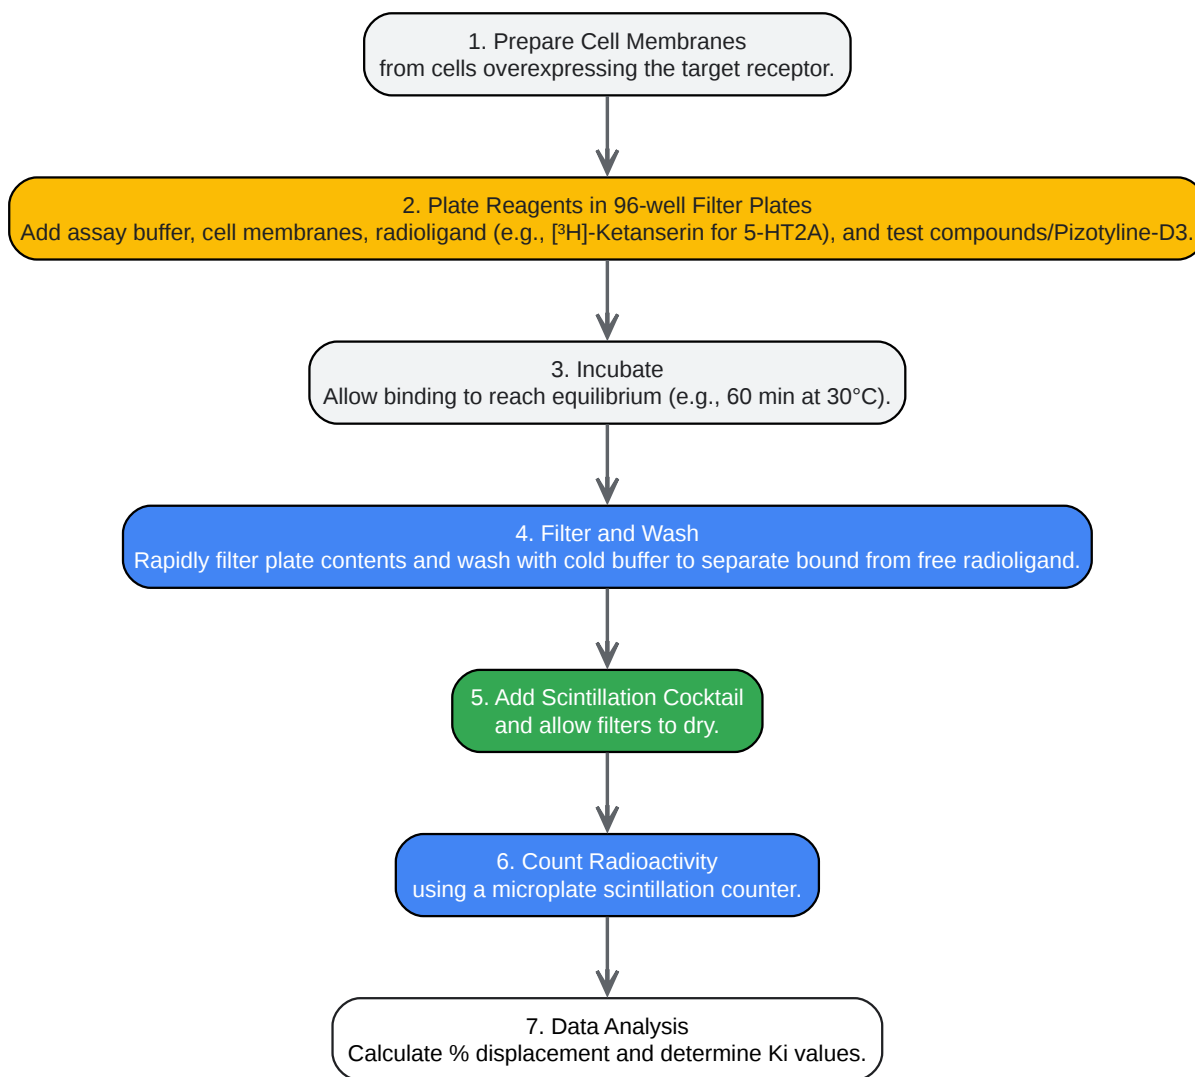 1. Prepare Cell Membranes
from cells overexpressing the target receptor.
2. Plate Reagents in 96-well Filter Plates
Add assay buffer, cell membranes, radioligand (e.g., [³H]-Ketanserin for 5-HT2A), and test compounds/Pizotyline-D3.
3. Incubate
Allow binding to reach equilibrium (e.g., 60 min at 30°C).
4. Filter and Wash
Rapidly filter plate contents and wash with cold buffer to separate bound from free radioligand.
5. Add Scintillation Cocktail
and allow filters to dry.
6. Count Radioactivity
using a microplate scintillation counter.
7. Data Analysis
Calculate % displacement and determine Ki values.